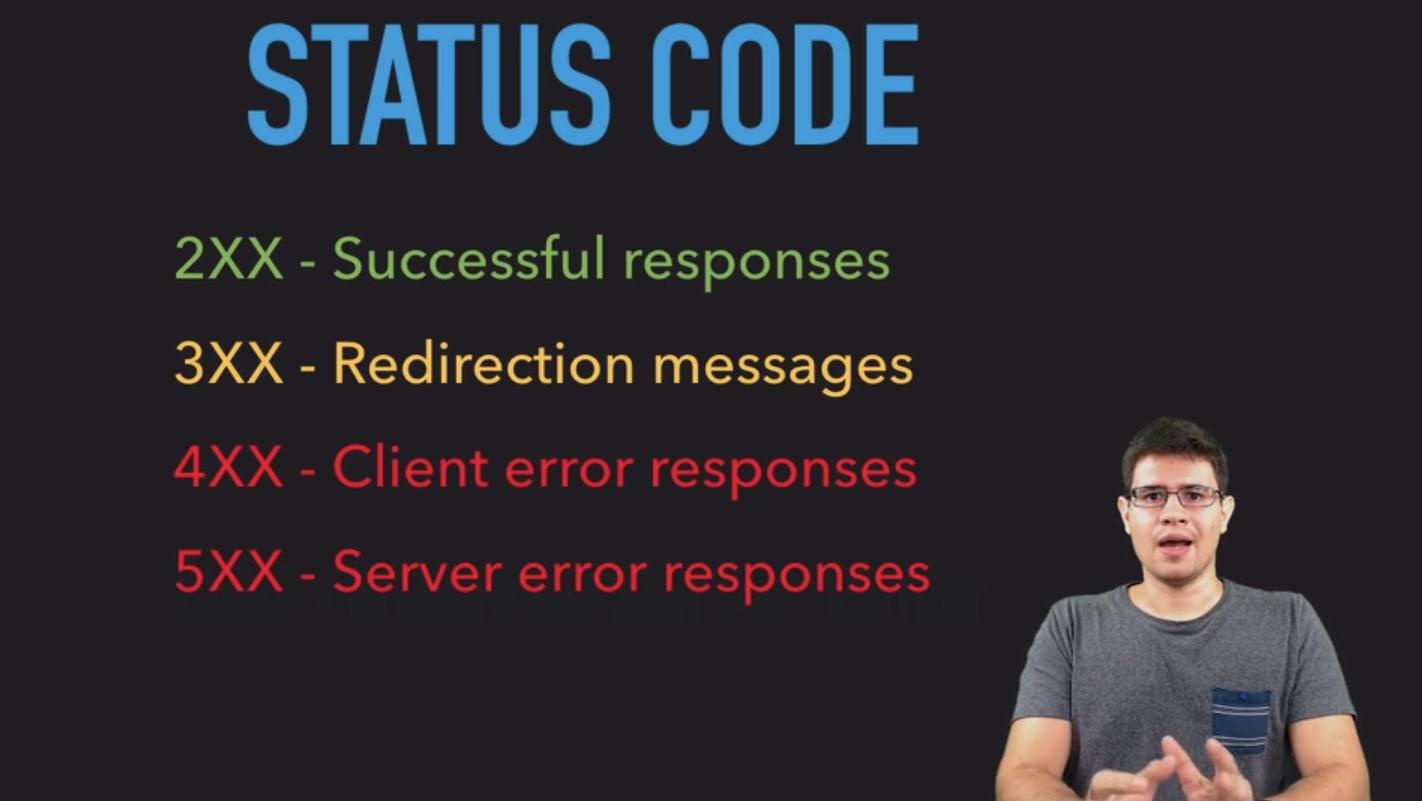 STATUS CODE
2XX - Successful responses
3XX - Redirection messages
4XX - Client error responses
5XX - Server error responses